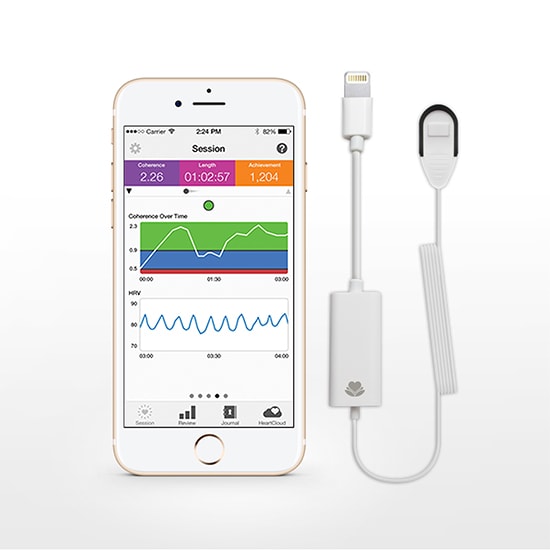 Carrier 2:24 PM 82%
Session ?
Coherence Length Achievement
2.26 01:02:57 1,204
Coherence Over Time
2.3
0.9
0.5
00:00 01:30 03:00
HRV
90
80
70
03:00 03:30 04:00
Session Review Journal HeartCloud